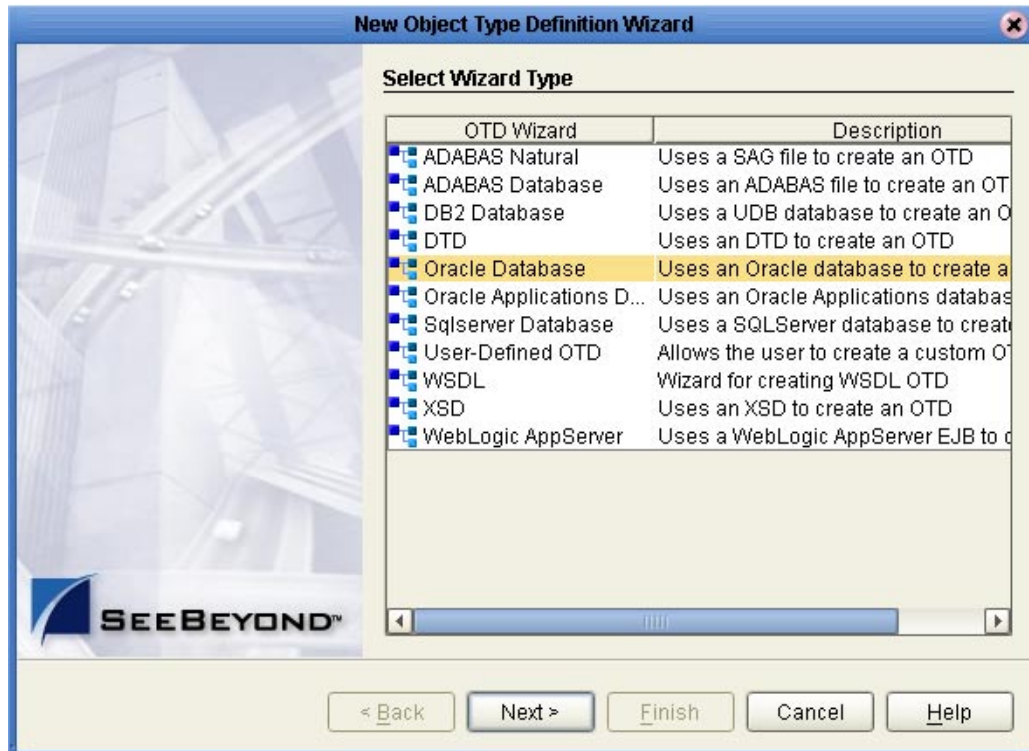 New Object Type Definition Wizard
Select Wizard Type
OTD Wizard Description
ADABAS Natural Uses a SAG file to create an OTD
ADABAS Database Uses an ADABAS file to create an OT
DB2 Database Uses a UDB database to create an O
DTD Uses an DTD to create an OTD
Oracle Database Uses an Oracle database to create a
Oracle Applications D... Uses an Oracle Applications databas
Sqlserver Database Uses a SQLServer database to creat
User-Defined OTD Allows the user to create a custom O
WSDL Wizard for creating WSDL OTD
XSD Uses an XSD to create an OTD
WebLogic AppServer Uses a WebLogic AppServer EJB to c
SEEBEYOND™
< Back Next > Finish Cancel Help